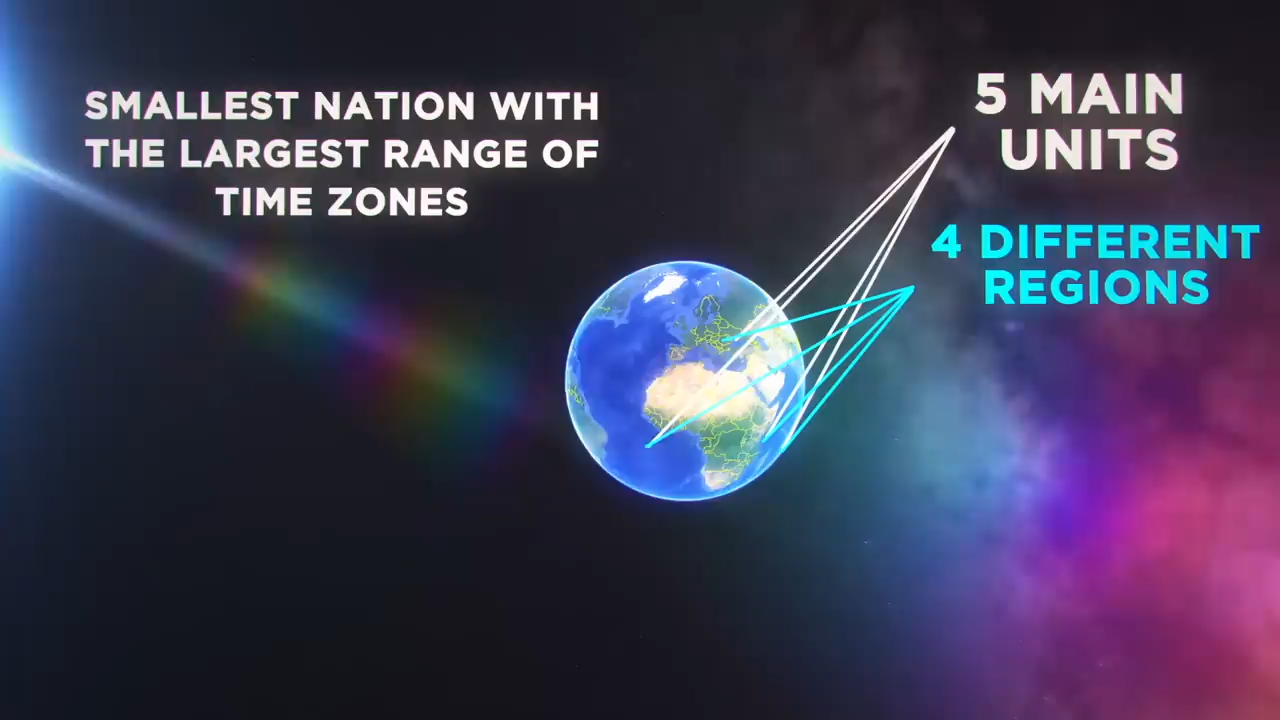 SMALLEST NATION WITH
THE LARGEST RANGE OF
TIME ZONES
5 MAIN
UNITS
4 DIFFERENT
REGIONS